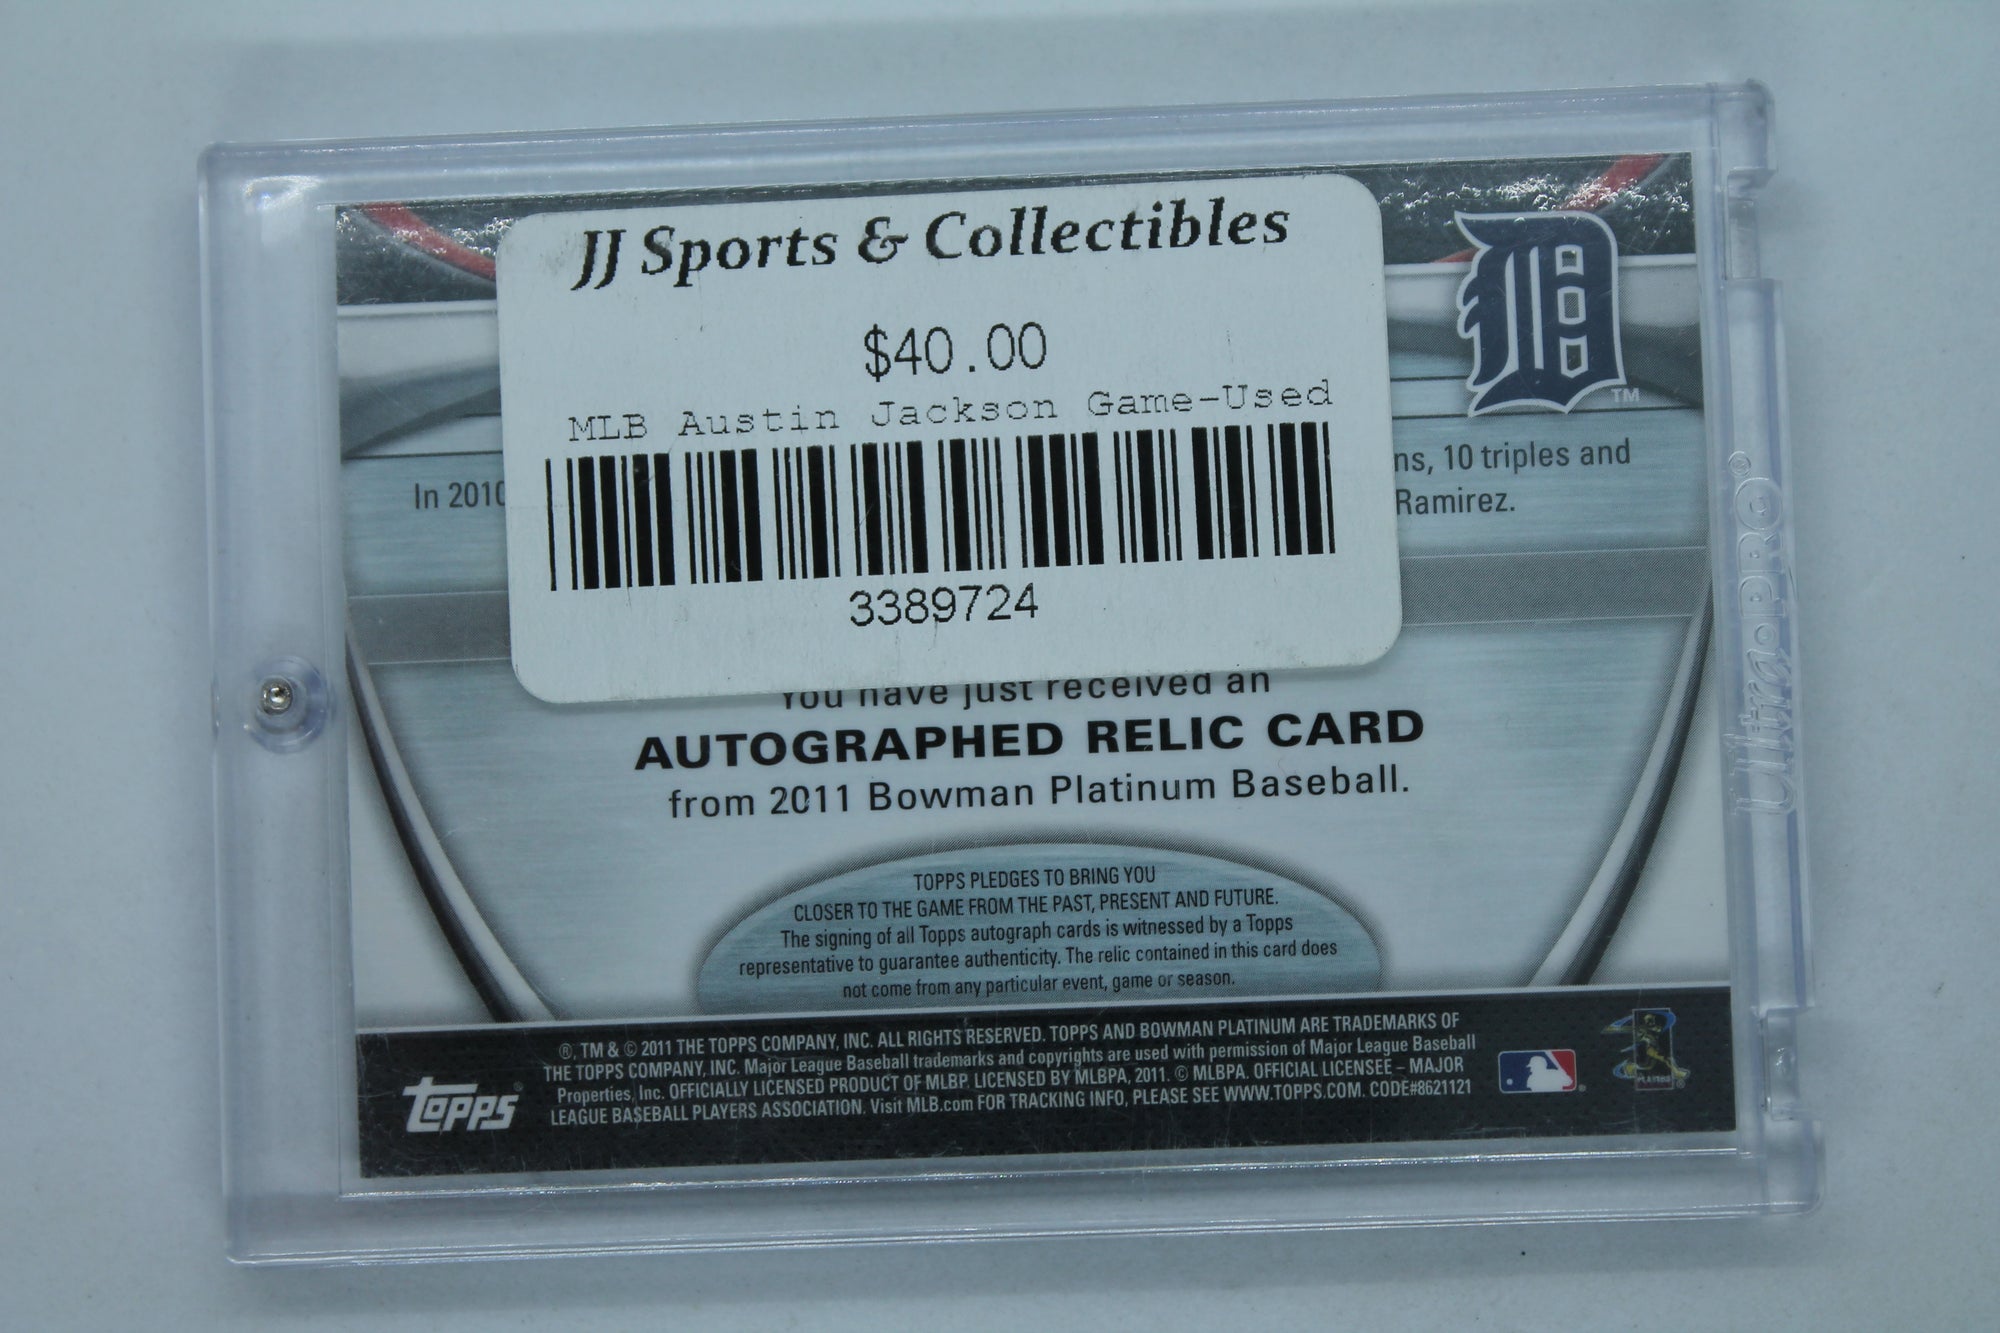 JJ Sports & Collectibles
$40.00
MLB Austin Jackson Game-Used
3389724
TM
In 2010
ns, 10 triples and
Ramirez.
You have just received an
AUTOGRAPHED RELIC CARD
from 2011 Bowman Platinum Baseball.
TOPPS PLEDGES TO BRING YOU
CLOSER TO THE GAME FROM THE PAST, PRESENT AND FUTURE.
The signing of all Topps autograph cards is witnessed by a Topps
representative to guarantee authenticity. The relic contained in this card does
not come from any particular event, game or season.
®, TM & © 2011 THE TOPPS COMPANY, INC. ALL RIGHTS RESERVED. TOPPS AND BOWMAN PLATINUM ARE TRADEMARKS OF
THE TOPPS COMPANY, INC. Major League Baseball trademarks and copyrights are used with permission of Major League Baseball
Properties, Inc. OFFICIALLY LICENSED PRODUCT OF MLBP. LICENSED BY MLBPA, 2011. © MLBPA. OFFICIAL LICENSEE – MAJOR
LEAGUE BASEBALL PLAYERS ASSOCIATION. Visit MLB.com FOR TRACKING INFO, PLEASE SEE WWW.TOPPS.COM. CODE#8621121
TOPPS®
PLAYERS
Ultra•PRO®